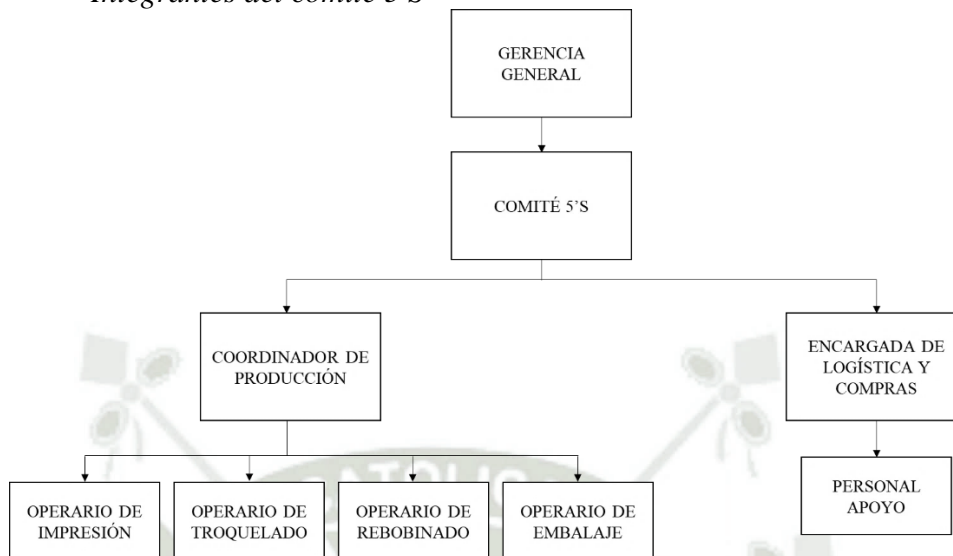 Integrantes del comité 5’S
GERENCIA
GENERAL
COMITÉ 5’S
COORDINADOR DE
PRODUCCIÓN
ENCARGADA DE
LOGÍSTICA Y
COMPRAS
OPERARIO DE
IMPRESIÓN
OPERARIO DE
TROQUELADO
OPERARIO DE
REBOBINADO
OPERARIO DE
EMBALAJE
PERSONAL
APOYO
CATOLICA